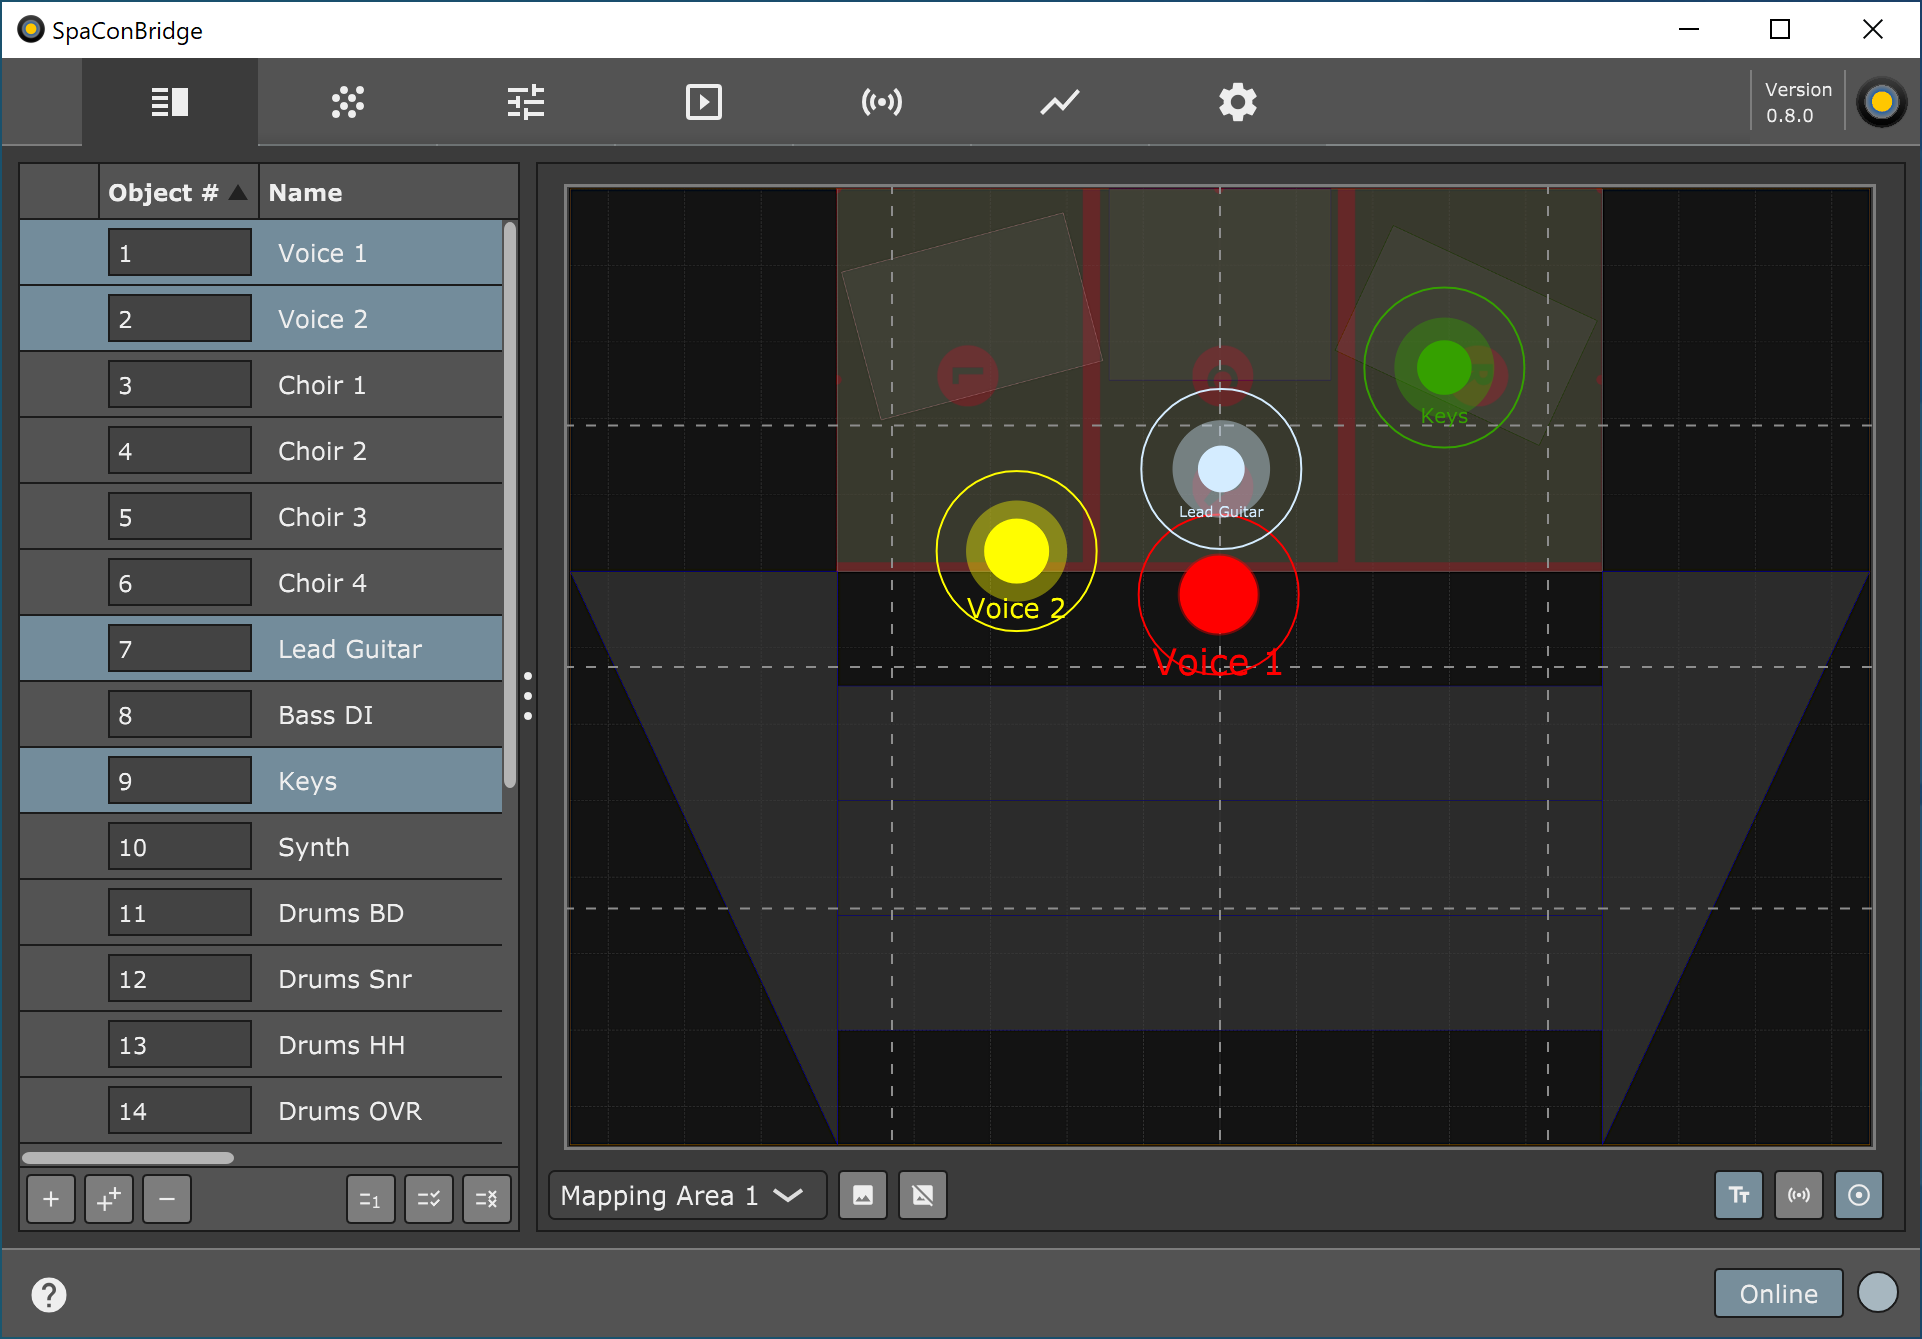 SpaConBridge
Version
0.8.0
Object # Name
1 Voice 1
2 Voice 2
3 Choir 1
4 Choir 2
5 Choir 3
6 Choir 4
7 Lead Guitar
8 Bass DI
9 Keys
10 Synth
11 Drums BD
12 Drums Snr
13 Drums HH
14 Drums OVR
Keys
Lead Guitar
Voice 2
Voice 1
Mapping Area 1
Tт
Online